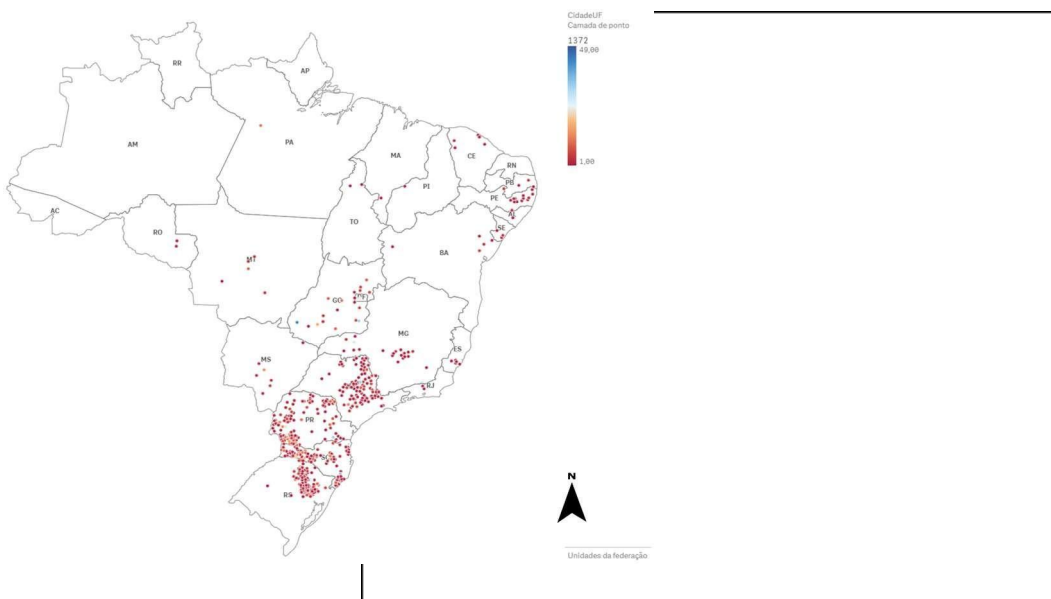 CidadeUF
Camada de ponto
1372
49,00
1,00
RR
AP
AM
PA
MA
CE
RN
PB
PI
PE
AL
AC
TO
SE
RO
BA
MT
GO
DF
MG
ES
MS
RJ
PR
SC
RS
N
Unidades da federação